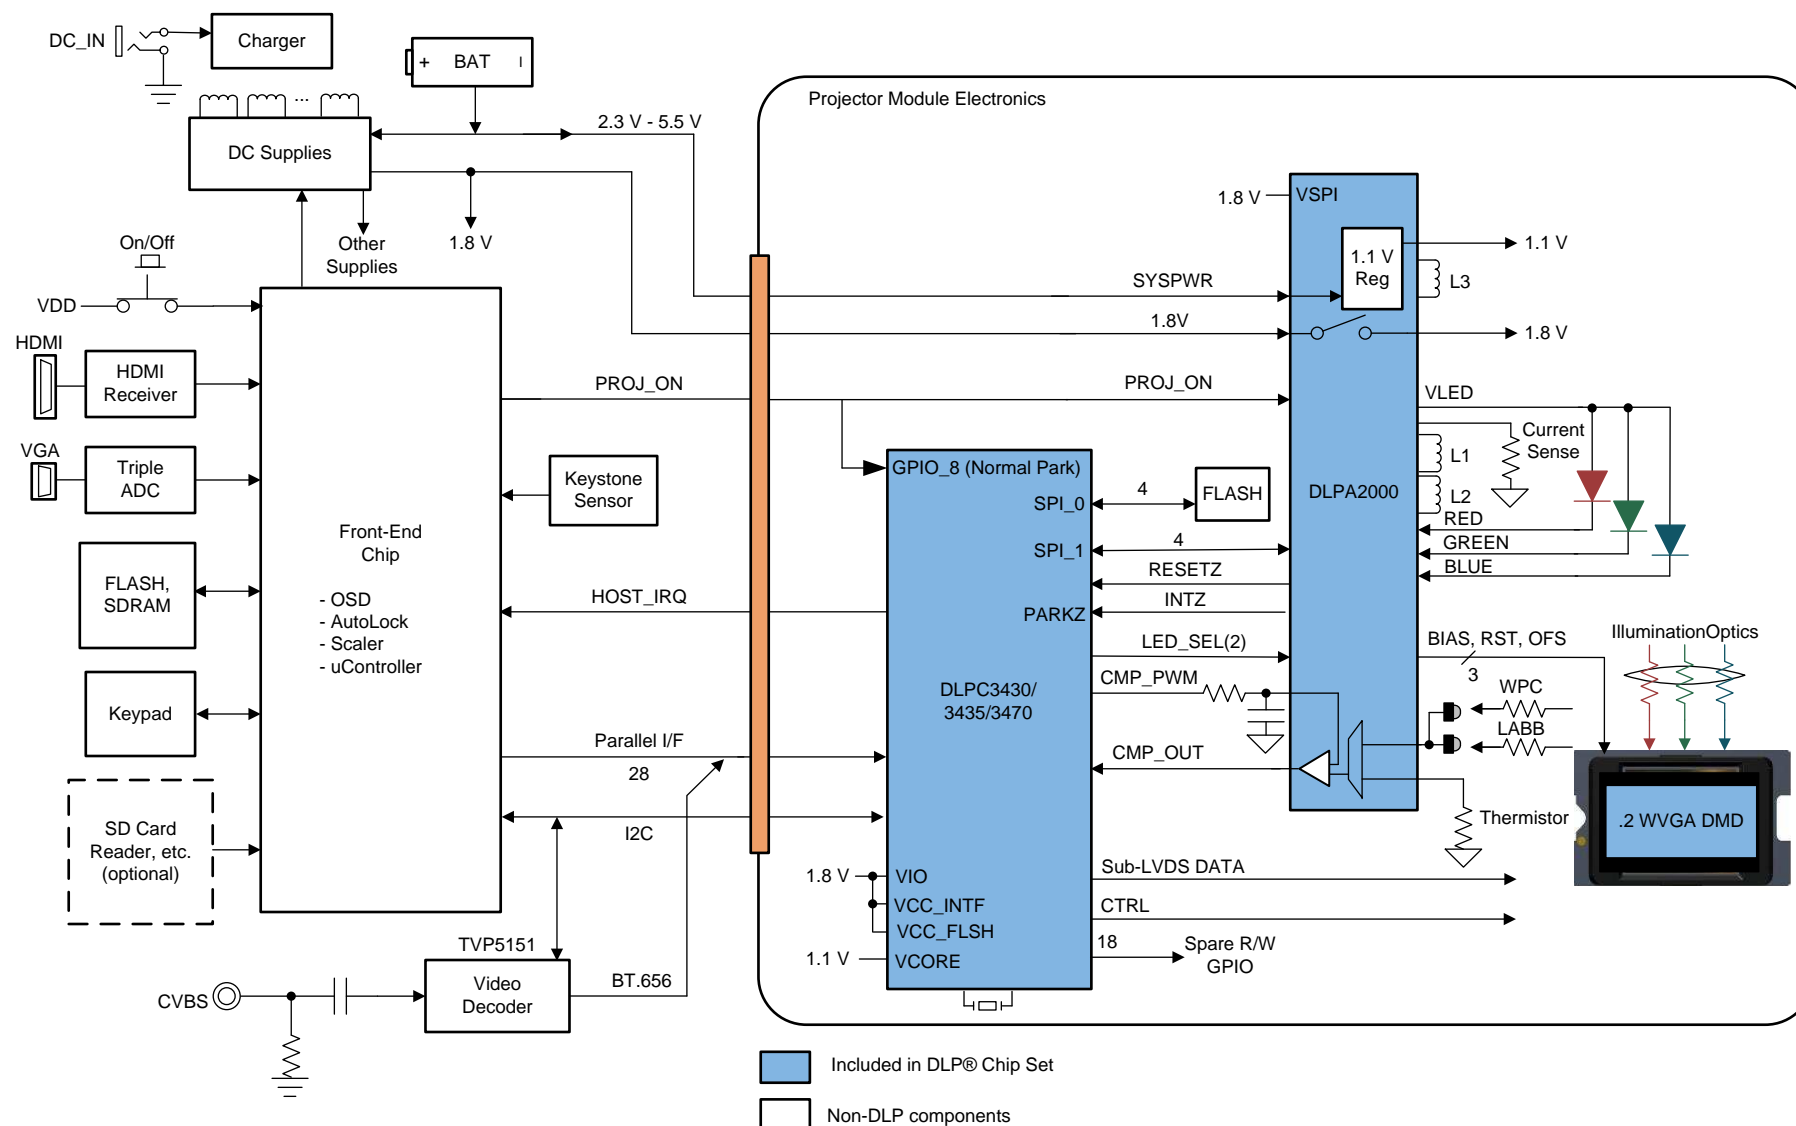 DC_IN
Charger
+ BAT
Projector Module Electronics
2.3 V - 5.5 V
DC Supplies
...
Other
Supplies
1.8 V
On/Off
VDD
HDMI
HDMI
Receiver
VGA
Triple
ADC
FLASH,
SDRAM
Keypad
SD Card
Reader, etc.
(optional)
Front-End
Chip
- OSD
- AutoLock
- Scaler
- uController
PROJ_ON
Keystone
Sensor
HOST_IRQ
Parallel I/F
28
I2C
TVP5151
Video
Decoder
BT.656
CVBS
SYSPWR
1.8V
PROJ_ON
GPIO_8 (Normal Park)
SPI_0
4
FLASH
SPI_1
4
RESETZ
INTZ
PARKZ
LED_SEL(2)
CMP_PWM
CMP_OUT
DLPC3430/
3435/3470
1.8 V
VIO
VCC_INTF
VCC_FLSH
1.1 V
VCORE
Sub-LVDS DATA
CTRL
18
Spare R/W
GPIO
1.8 V
VSPI
1.1 V
Reg
1.1 V
L3
1.8 V
VLED
Current
Sense
L1
L2
DLPA2000
RED
GREEN
BLUE
BIAS, RST, OFS
3
IlluminationOptics
WPC
LABB
Thermistor
.2 WVGA DMD
Included in DLP® Chip Set
Non-DLP components